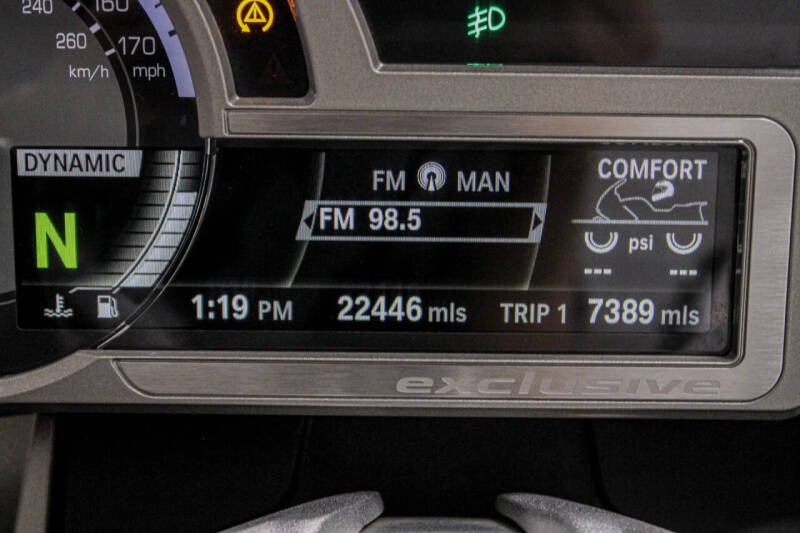 240 160
260 170
km/h mph
DYNAMIC
FM MAN
COMFORT
FM 98.5
N
psi
--- ---
1:19 PM 22446 mls TRIP 1 7389 mls
exclusive